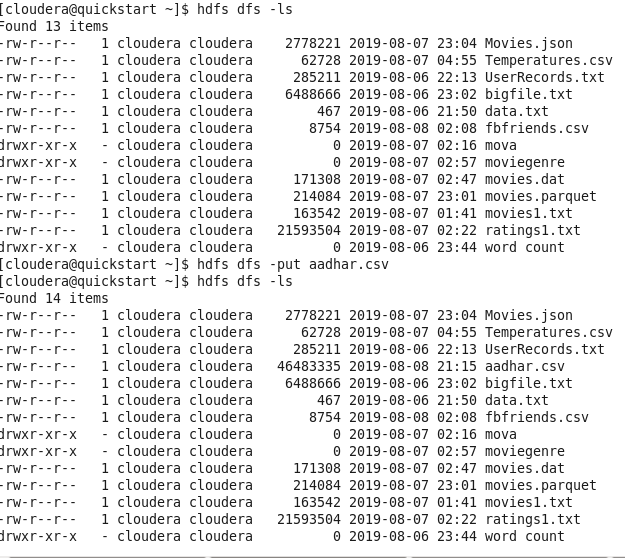 [cloudera@quickstart ~]$ hdfs dfs -ls
Found 13 items
-rw-r--r--   1 cloudera cloudera    2778221 2019-08-07 23:04 Movies.json
-rw-r--r--   1 cloudera cloudera      62728 2019-08-07 04:55 Temperatures.csv
-rw-r--r--   1 cloudera cloudera     285211 2019-08-06 22:13 UserRecords.txt
-rw-r--r--   1 cloudera cloudera    6488666 2019-08-06 23:02 bigfile.txt
-rw-r--r--   1 cloudera cloudera        467 2019-08-06 21:50 data.txt
-rw-r--r--   1 cloudera cloudera       8754 2019-08-08 02:08 fbfriends.csv
drwxr-xr-x   - cloudera cloudera          0 2019-08-07 02:16 mova
drwxr-xr-x   - cloudera cloudera          0 2019-08-07 02:57 moviegenre
-rw-r--r--   1 cloudera cloudera     171308 2019-08-07 02:47 movies.dat
-rw-r--r--   1 cloudera cloudera     214084 2019-08-07 23:01 movies.parquet
-rw-r--r--   1 cloudera cloudera     163542 2019-08-07 01:41 movies1.txt
-rw-r--r--   1 cloudera cloudera   21593504 2019-08-07 02:22 ratings1.txt
drwxr-xr-x   - cloudera cloudera          0 2019-08-06 23:44 word count
[cloudera@quickstart ~]$ hdfs dfs -put aadhar.csv
[cloudera@quickstart ~]$ hdfs dfs -ls
Found 14 items
-rw-r--r--   1 cloudera cloudera    2778221 2019-08-07 23:04 Movies.json
-rw-r--r--   1 cloudera cloudera      62728 2019-08-07 04:55 Temperatures.csv
-rw-r--r--   1 cloudera cloudera     285211 2019-08-06 22:13 UserRecords.txt
-rw-r--r--   1 cloudera cloudera   46483335 2019-08-08 21:15 aadhar.csv
-rw-r--r--   1 cloudera cloudera    6488666 2019-08-06 23:02 bigfile.txt
-rw-r--r--   1 cloudera cloudera        467 2019-08-06 21:50 data.txt
-rw-r--r--   1 cloudera cloudera       8754 2019-08-08 02:08 fbfriends.csv
drwxr-xr-x   - cloudera cloudera          0 2019-08-07 02:16 mova
drwxr-xr-x   - cloudera cloudera          0 2019-08-07 02:57 moviegenre
-rw-r--r--   1 cloudera cloudera     171308 2019-08-07 02:47 movies.dat
-rw-r--r--   1 cloudera cloudera     214084 2019-08-07 23:01 movies.parquet
-rw-r--r--   1 cloudera cloudera     163542 2019-08-07 01:41 movies1.txt
-rw-r--r--   1 cloudera cloudera   21593504 2019-08-07 02:22 ratings1.txt
drwxr-xr-x   - cloudera cloudera          0 2019-08-06 23:44 word count